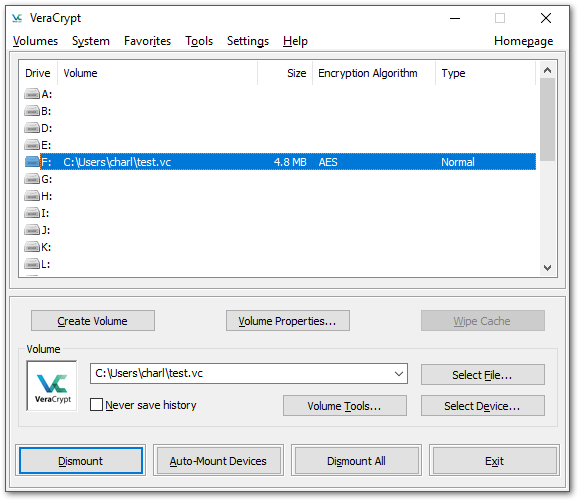 VeraCrypt
Volumes System Favorites Tools Settings Help Homepage
Drive Volume Size Encryption Algorithm Type
A:
B:
D:
E:
F: C:\Users\charl\test.vc 4.8 MB AES Normal
G:
H:
I:
J:
K:
L:
Create Volume Volume Properties... Wipe Cache
Volume
C:\Users\charl\test.vc Select File...
VeraCrypt
Never save history Volume Tools... Select Device...
Dismount Auto-Mount Devices Dismount All Exit